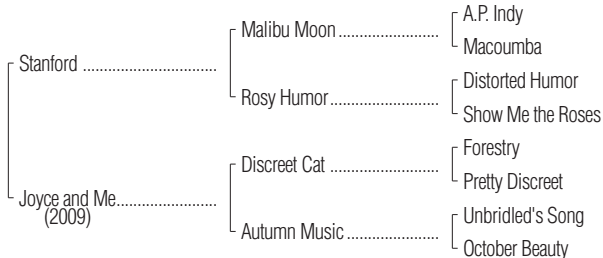 A.P. Indy
Malibu Moon ........................
Macoumba
Stanford ................................
Distorted Humor
Rosy Humor..........................
Show Me the Roses
Forestry
Discreet Cat ..........................
Pretty Discreet
Joyce and Me........................
(2009)
Unbridled's Song
Autumn Music ......................
October Beauty